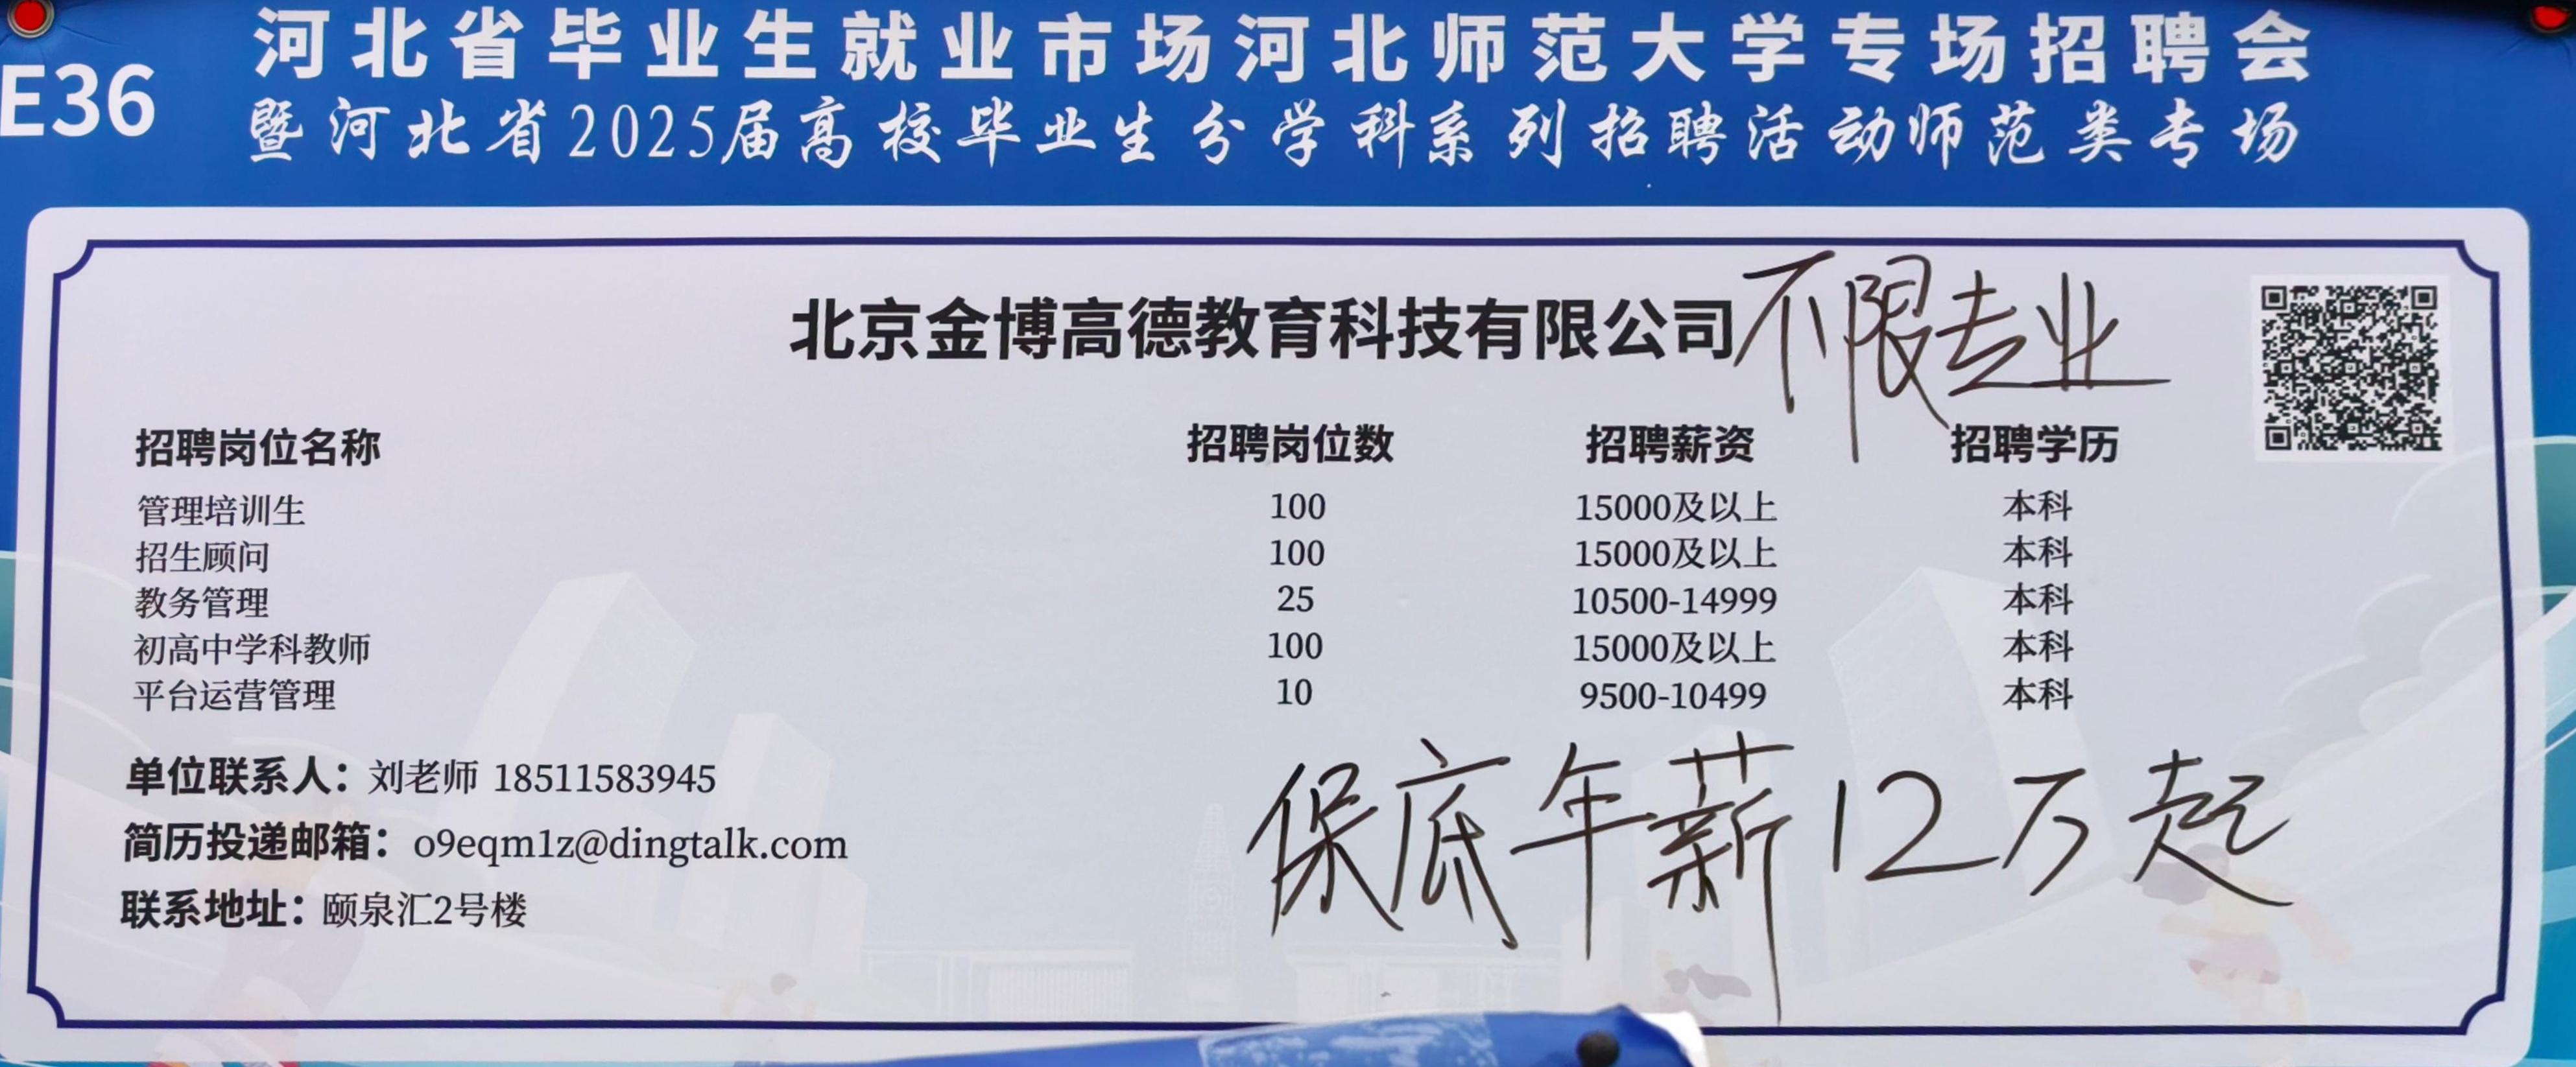 河北省毕业生就业市场河北师范大学专场招聘会
E36
暨河北省2025届高校毕业生分学科系列招聘活动师范类专场
北京金博高德教育科技有限公司 不限专业
招聘岗位名称 招聘岗位数 招聘薪资 招聘学历
管理培训生 100 15000及以上 本科
招生顾问 100 15000及以上 本科
教务管理 25 10500-14999 本科
初高中学科教师 100 15000及以上 本科
平台运营管理 10 9500-10499 本科
单位联系人：刘老师 18511583945
简历投递邮箱：o9eqm1z@dingtalk.com
联系地址：颐泉汇2号楼
保底年薪12万起